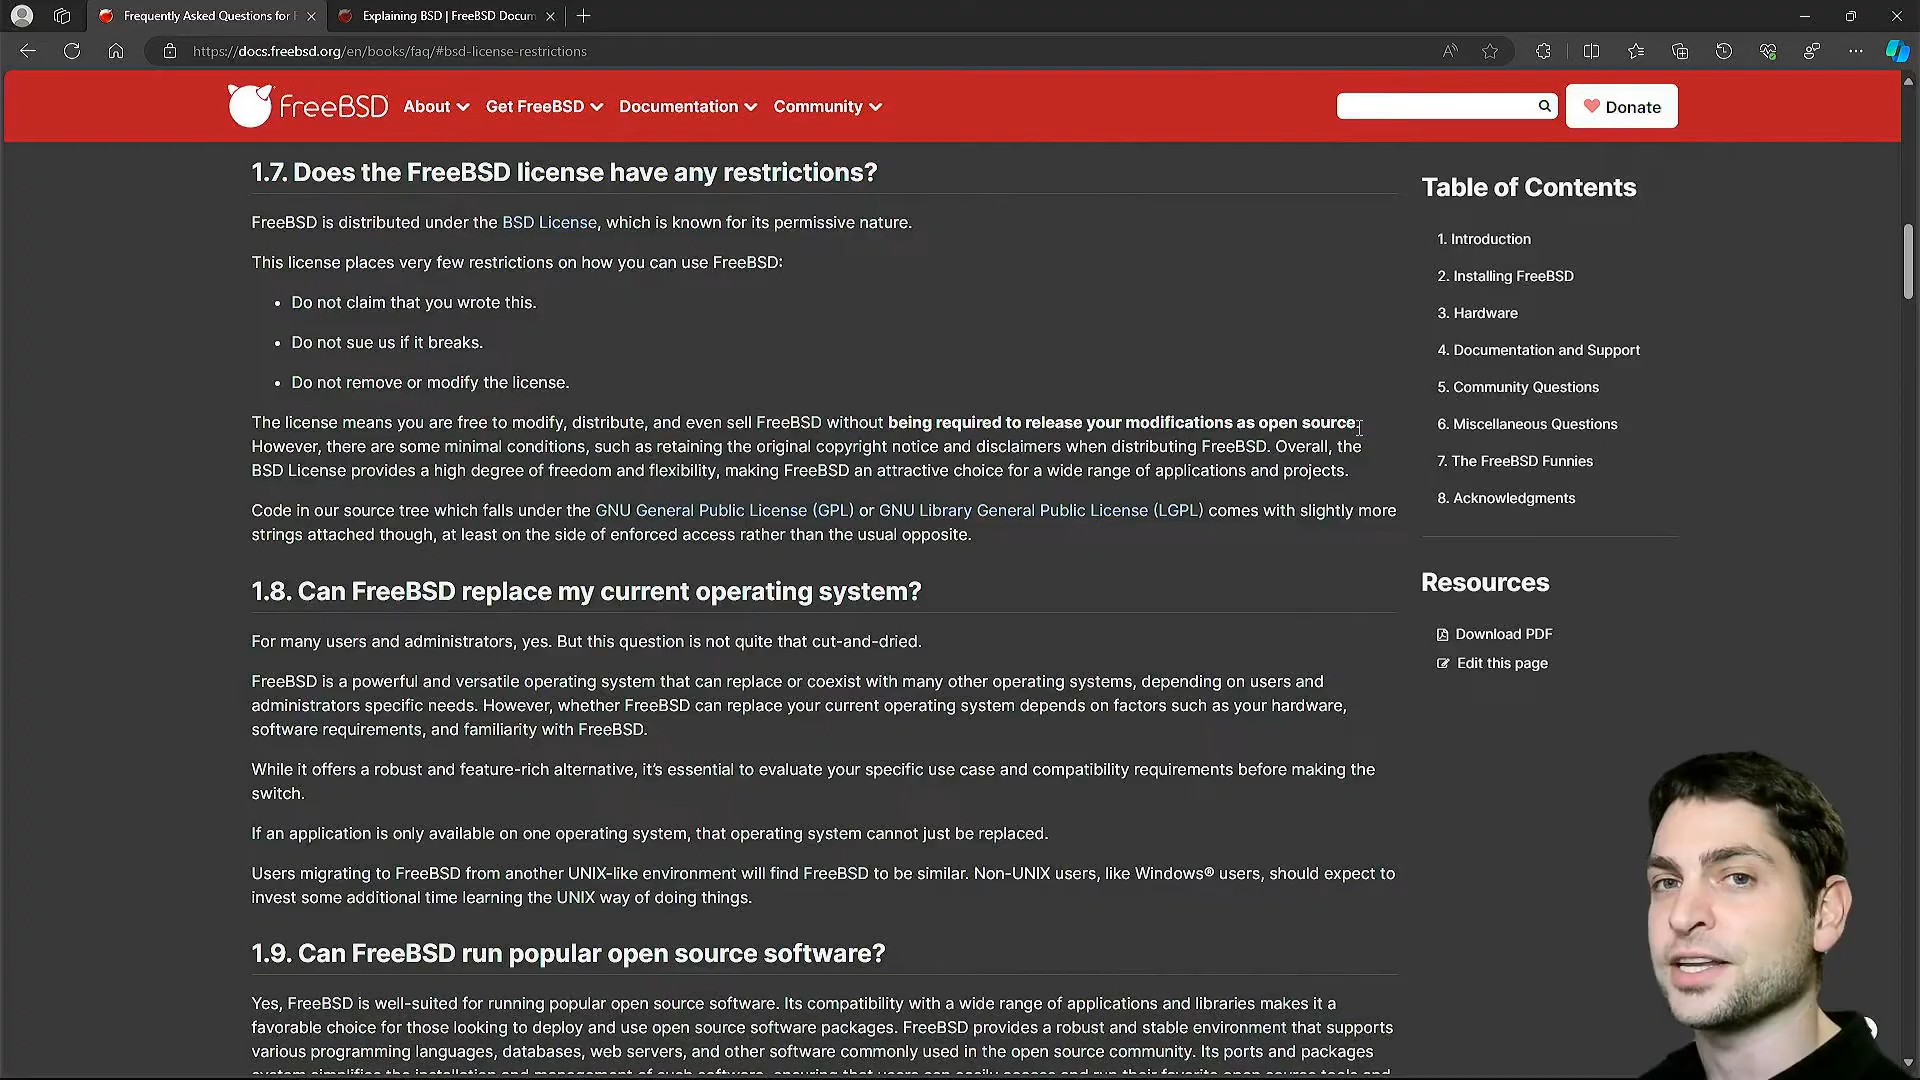 Frequently Asked Questions for F
Explaining BSD | FreeBSD Docum
https://docs.freebsd.org/en/books/faq/#bsd-license-restrictions
FreeBSD About Get FreeBSD Documentation Community Donate
1.7. Does the FreeBSD license have any restrictions?
FreeBSD is distributed under the BSD License, which is known for its permissive nature.
This license places very few restrictions on how you can use FreeBSD:
• Do not claim that you wrote this.
• Do not sue us if it breaks.
• Do not remove or modify the license.
The license means you are free to modify, distribute, and even sell FreeBSD without being required to release your modifications as open source.
However, there are some minimal conditions, such as retaining the original copyright notice and disclaimers when distributing FreeBSD. Overall, the
BSD License provides a high degree of freedom and flexibility, making FreeBSD an attractive choice for a wide range of applications and projects.
Code in our source tree which falls under the GNU General Public License (GPL) or GNU Library General Public License (LGPL) comes with slightly more
strings attached though, at least on the side of enforced access rather than the usual opposite.
1.8. Can FreeBSD replace my current operating system?
For many users and administrators, yes. But this question is not quite that cut-and-dried.
FreeBSD is a powerful and versatile operating system that can replace or coexist with many other operating systems, depending on users and
administrators specific needs. However, whether FreeBSD can replace your current operating system depends on factors such as your hardware,
software requirements, and familiarity with FreeBSD.
While it offers a robust and feature-rich alternative, it's essential to evaluate your specific use case and compatibility requirements before making the
switch.
If an application is only available on one operating system, that operating system cannot just be replaced.
Users migrating to FreeBSD from another UNIX-like environment will find FreeBSD to be similar. Non-UNIX users, like Windows® users, should expect to
invest some additional time learning the UNIX way of doing things.
1.9. Can FreeBSD run popular open source software?
Yes, FreeBSD is well-suited for running popular open source software. Its compatibility with a wide range of applications and libraries makes it a
favorable choice for those looking to deploy and use open source software packages. FreeBSD provides a robust and stable environment that supports
various programming languages, databases, web servers, and other software commonly used in the open source community. Its ports and packages
Table of Contents
1. Introduction
2. Installing FreeBSD
3. Hardware
4. Documentation and Support
5. Community Questions
6. Miscellaneous Questions
7. The FreeBSD Funnies
8. Acknowledgments
Resources
Download PDF
Edit this page